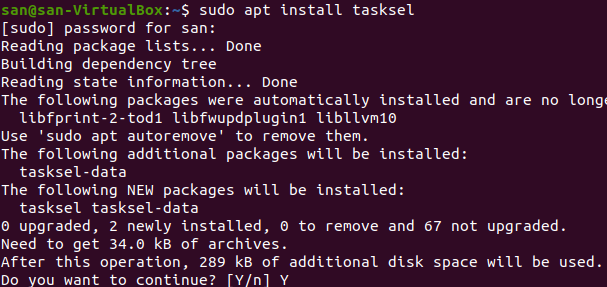 san@san-VirtualBox:~$ sudo apt install tasksel
[sudo] password for san:
Reading package lists... Done
Building dependency tree
Reading state information... Done
The following packages were automatically installed and are no longe
  libfprint-2-tod1 libfwupdplugin1 libllvm10
Use 'sudo apt autoremove' to remove them.
The following additional packages will be installed:
  tasksel-data
The following NEW packages will be installed:
  tasksel tasksel-data
0 upgraded, 2 newly installed, 0 to remove and 67 not upgraded.
Need to get 34.0 kB of archives.
After this operation, 289 kB of additional disk space will be used.
Do you want to continue? [Y/n] Y